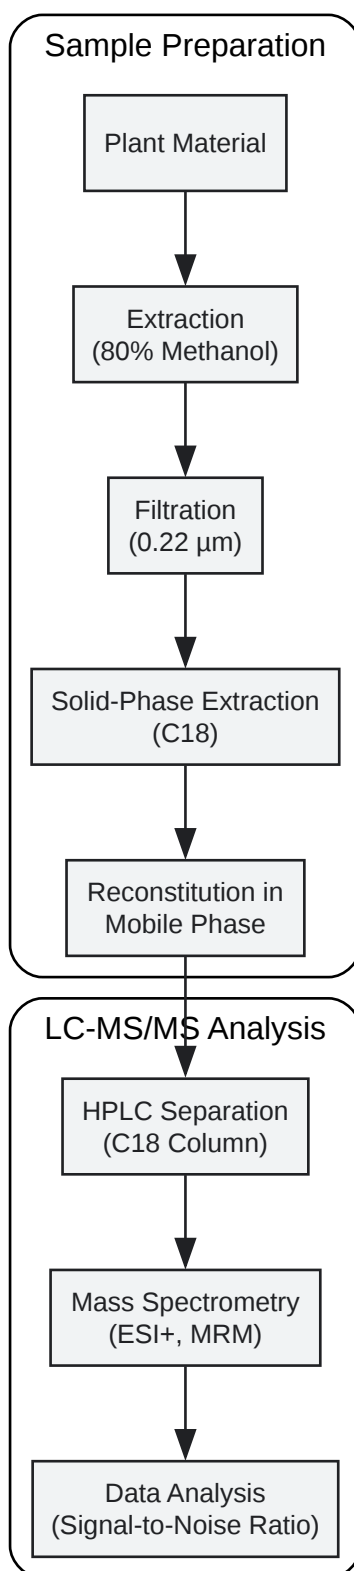 Sample Preparation
Plant Material
Extraction
(80% Methanol)
Filtration
(0.22 µm)
Solid-Phase Extraction
(C18)
Reconstitution in
Mobile Phase
LC-MS/MS Analysis
HPLC Separation
(C18 Column)
Mass Spectrometry
(ESI+, MRM)
Data Analysis
(Signal-to-Noise Ratio)